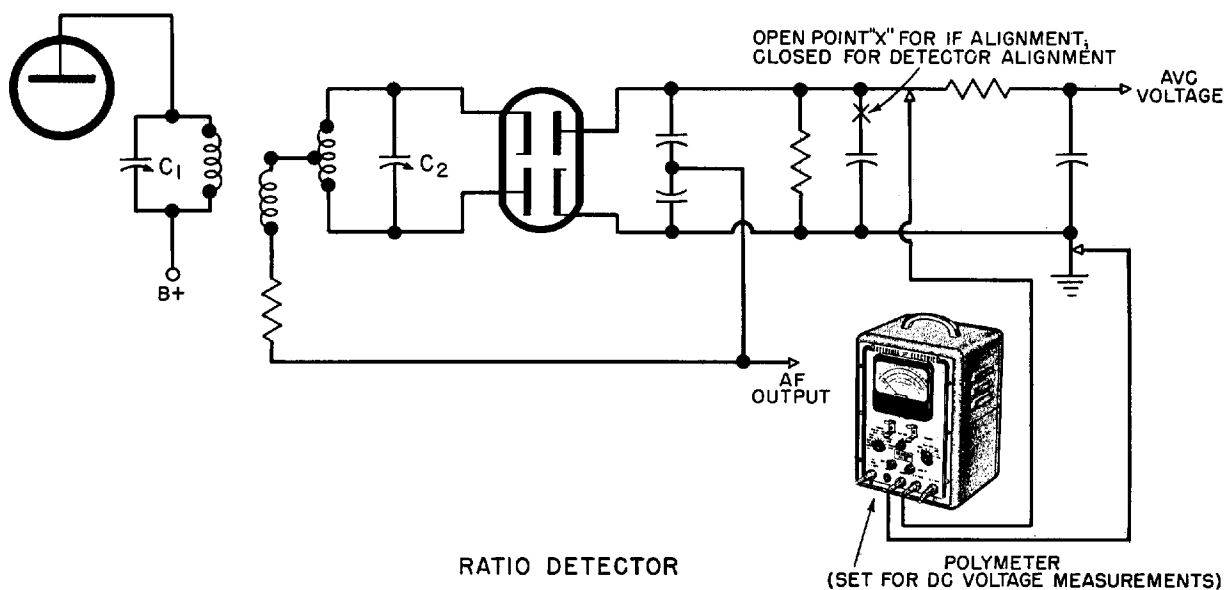 OPEN POINT "X" FOR IF ALIGNMENT;
CLOSED FOR DETECTOR ALIGNMENT
AVC
VOLTAGE
C1
C2
B+
AF
OUTPUT
RATIO DETECTOR
POLYMETER
(SET FOR DC VOLTAGE MEASUREMENTS)